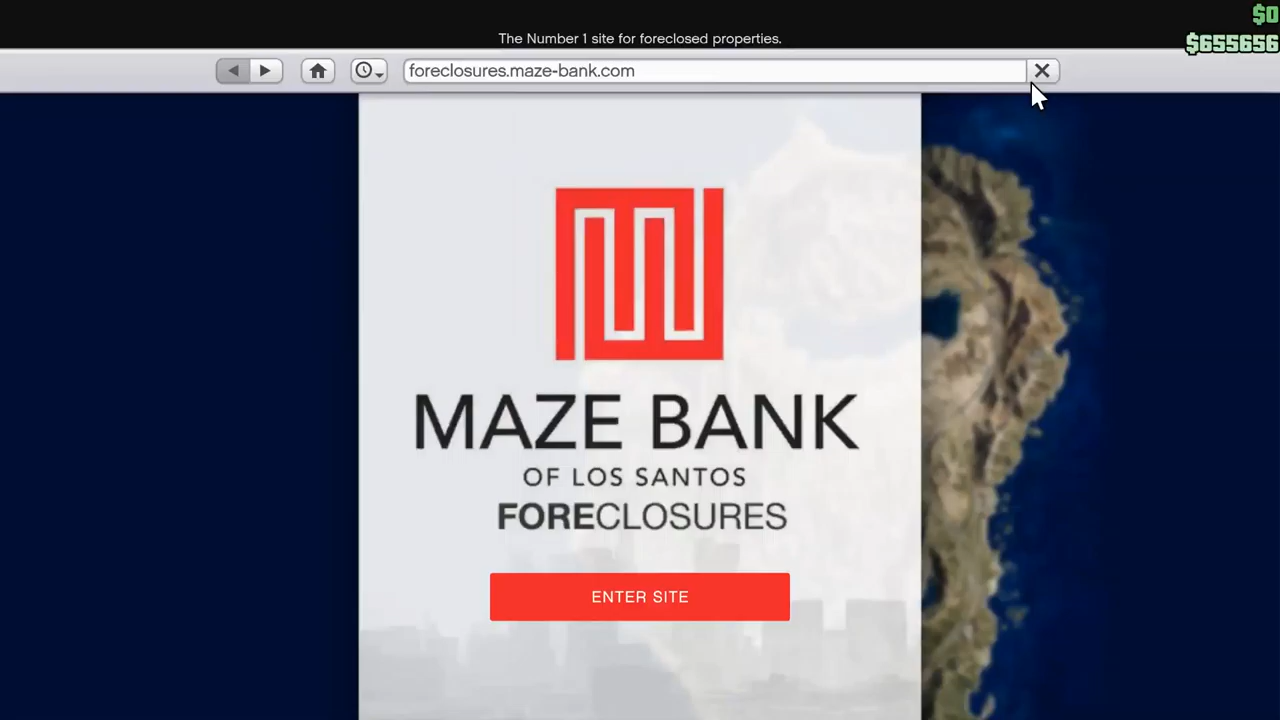 $0
The Number 1 site for foreclosed properties.
$655656
foreclosures.maze-bank.com
MAZE BANK
OF LOS SANTOS
FORECLOSURES
ENTER SITE